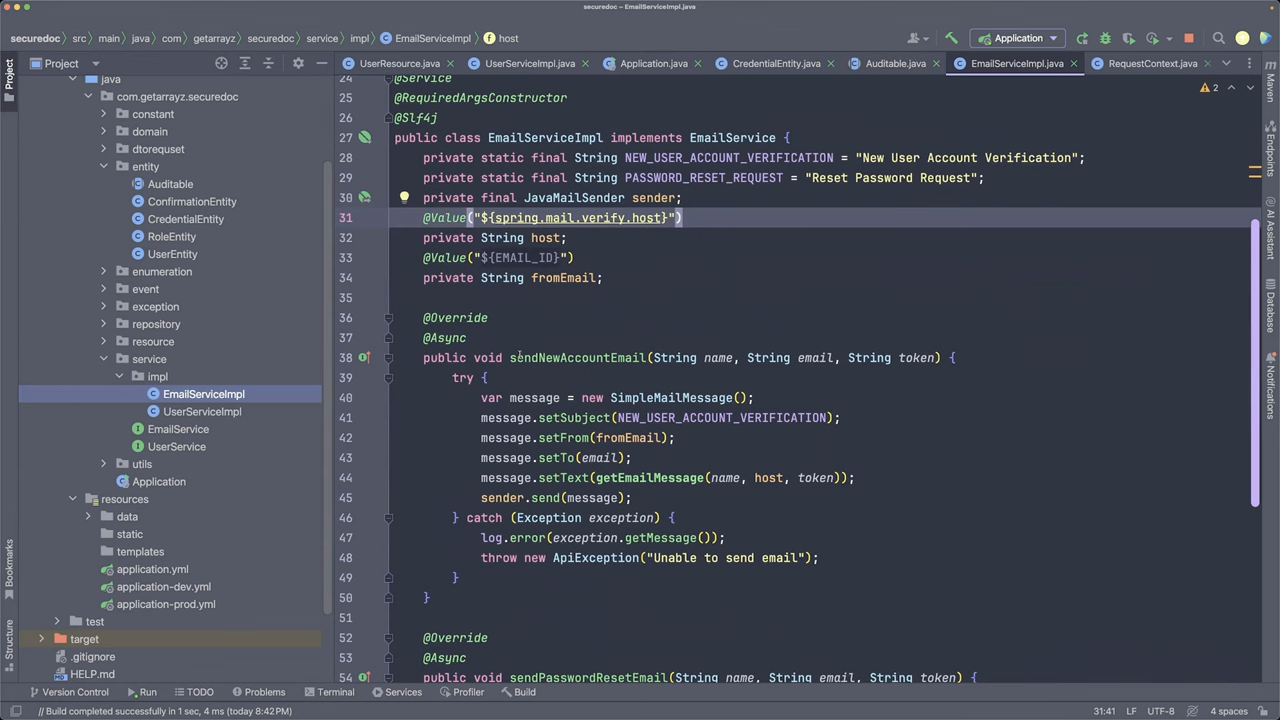 securedoc – EmailServiceImpl.java
securedoc › src › main › java › com › getarrayz › securedoc › service › impl › EmailServiceImpl › host
Application
Project
UserResource.java
UserServiceImpl.java
Application.java
CredentialEntity.java
Auditable.java
EmailServiceImpl.java
RequestContext.java
java
com.getarrayz.securedoc
constant
domain
dtorequset
entity
Auditable
ConfirmationEntity
CredentialEntity
RoleEntity
UserEntity
enumeration
event
exception
repository
resource
service
impl
EmailServiceImpl
UserServiceImpl
EmailService
UserService
utils
Application
resources
data
static
templates
application.yml
application-dev.yml
application-prod.yml
test
target
.gitignore
HELP.md
24 @Service
25 @RequiredArgsConstructor
26 @Slf4j
27 public class EmailServiceImpl implements EmailService {
28 private static final String NEW_USER_ACCOUNT_VERIFICATION = "New User Account Verification";
29 private static final String PASSWORD_RESET_REQUEST = "Reset Password Request";
30 private final JavaMailSender sender;
31 @Value("${spring.mail.verify.host}")
32 private String host;
33 @Value("${EMAIL_ID}")
34 private String fromEmail;
35
36 @Override
37 @Async
38 public void sendNewAccountEmail(String name, String email, String token) {
39 try {
40 var message = new SimpleMailMessage();
41 message.setSubject(NEW_USER_ACCOUNT_VERIFICATION);
42 message.setFrom(fromEmail);
43 message.setTo(email);
44 message.setText(getEmailMessage(name, host, token));
45 sender.send(message);
46 } catch (Exception exception) {
47 log.error(exception.getMessage());
48 throw new ApiException("Unable to send email");
49 }
50 }
51
52 @Override
53 @Async
54 public void sendPasswordResetEmail(String name, String email, String token) {
2
Project
Bookmarks
Structure
Maven
Endpoints
AI Assistant
Database
Notifications
Version Control
Run
TODO
Problems
Terminal
Services
Profiler
Build
Build completed successfully in 1 sec, 4 ms (today 8:42 PM)
31:41 LF UTF-8 4 spaces